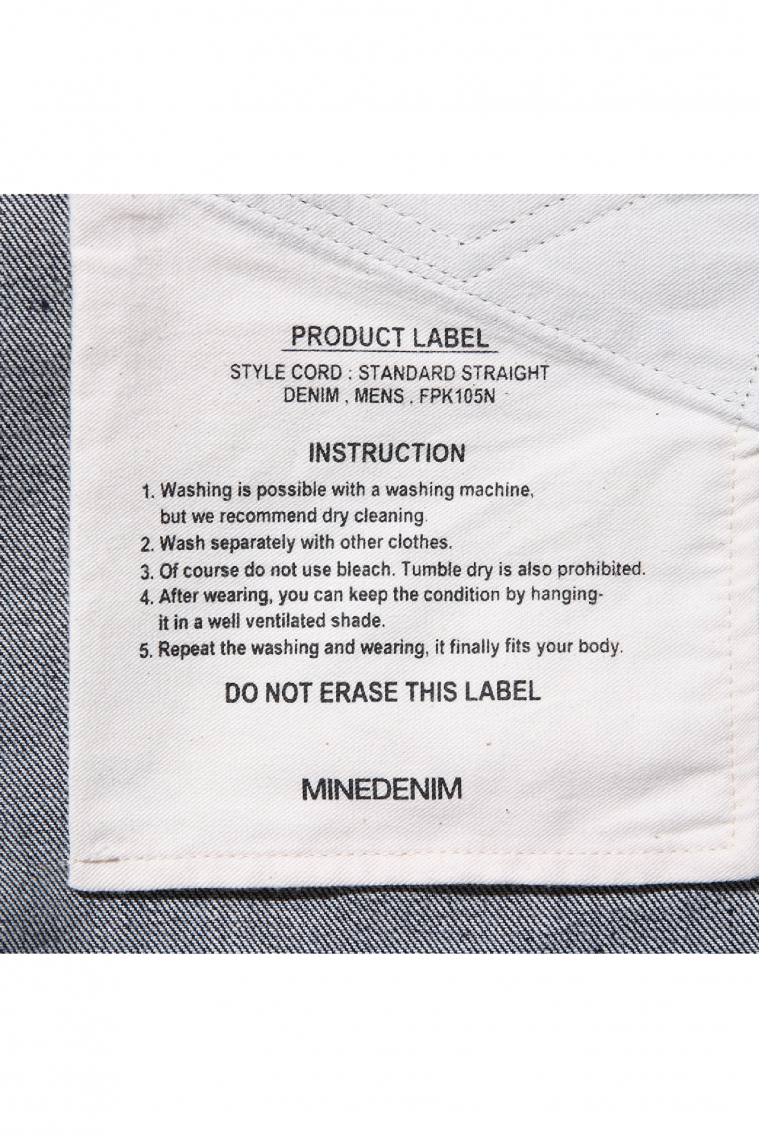 PRODUCT LABEL
STYLE CORD : STANDARD STRAIGHT
DENIM , MENS , FPK105N
INSTRUCTION
1. Washing is possible with a washing machine,
but we recommend dry cleaning.
2. Wash separately with other clothes.
3. Of course do not use bleach. Tumble dry is also prohibited.
4. After wearing, you can keep the condition by hanging-
it in a well ventilated shade.
5. Repeat the washing and wearing, it finally fits your body.
DO NOT ERASE THIS LABEL
MINEDENIM